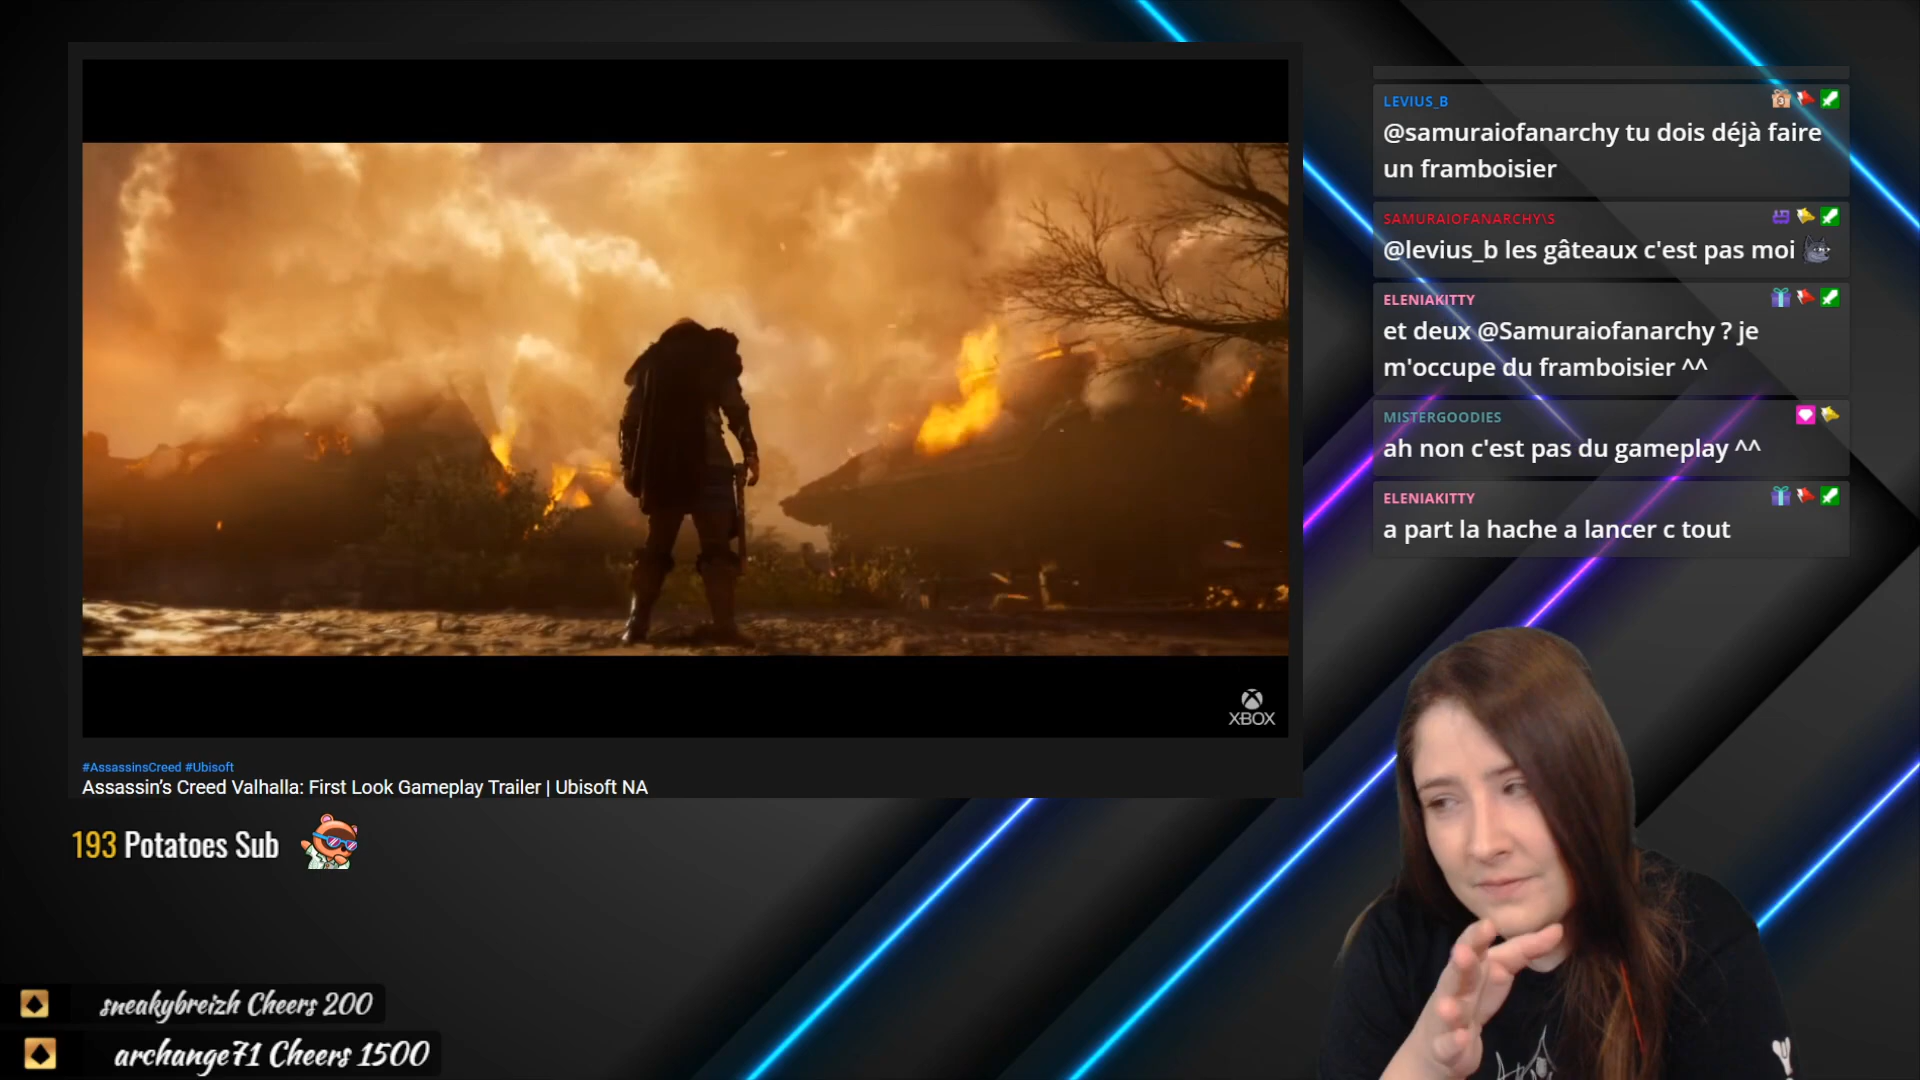 LEVIUS_B
@samuraiofanarchy tu dois déjà faire
un framboisier
SAMURAIOFANARCHY\S
@levius_b les gâteaux c'est pas moi
ELENIAKITTY
et deux @Samuraiofanarchy ? je
m'occupe du framboisier ^^
MISTERGOODIES
ah non c'est pas du gameplay ^^
ELENIAKITTY
a part la hache a lancer c tout
XBOX
#AssassinsCreed #Ubisoft
Assassin’s Creed Valhalla: First Look Gameplay Trailer | Ubisoft NA
193 Potatoes Sub
sneakybreizh Cheers 200
archange71 Cheers 1500